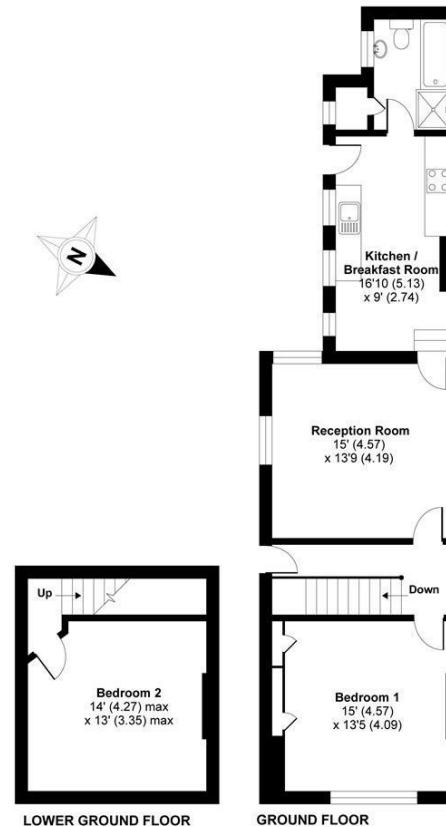 N
Kitchen /
Breakfast Room
16'10 (5.13)
x 9' (2.74)
Reception Room
15' (4.57)
x 13'9 (4.19)
Up
Down
Bedroom 2
14' (4.27) max
x 13' (3.35) max
Bedroom 1
15' (4.57)
x 13'5 (4.09)
LOWER GROUND FLOOR
GROUND FLOOR